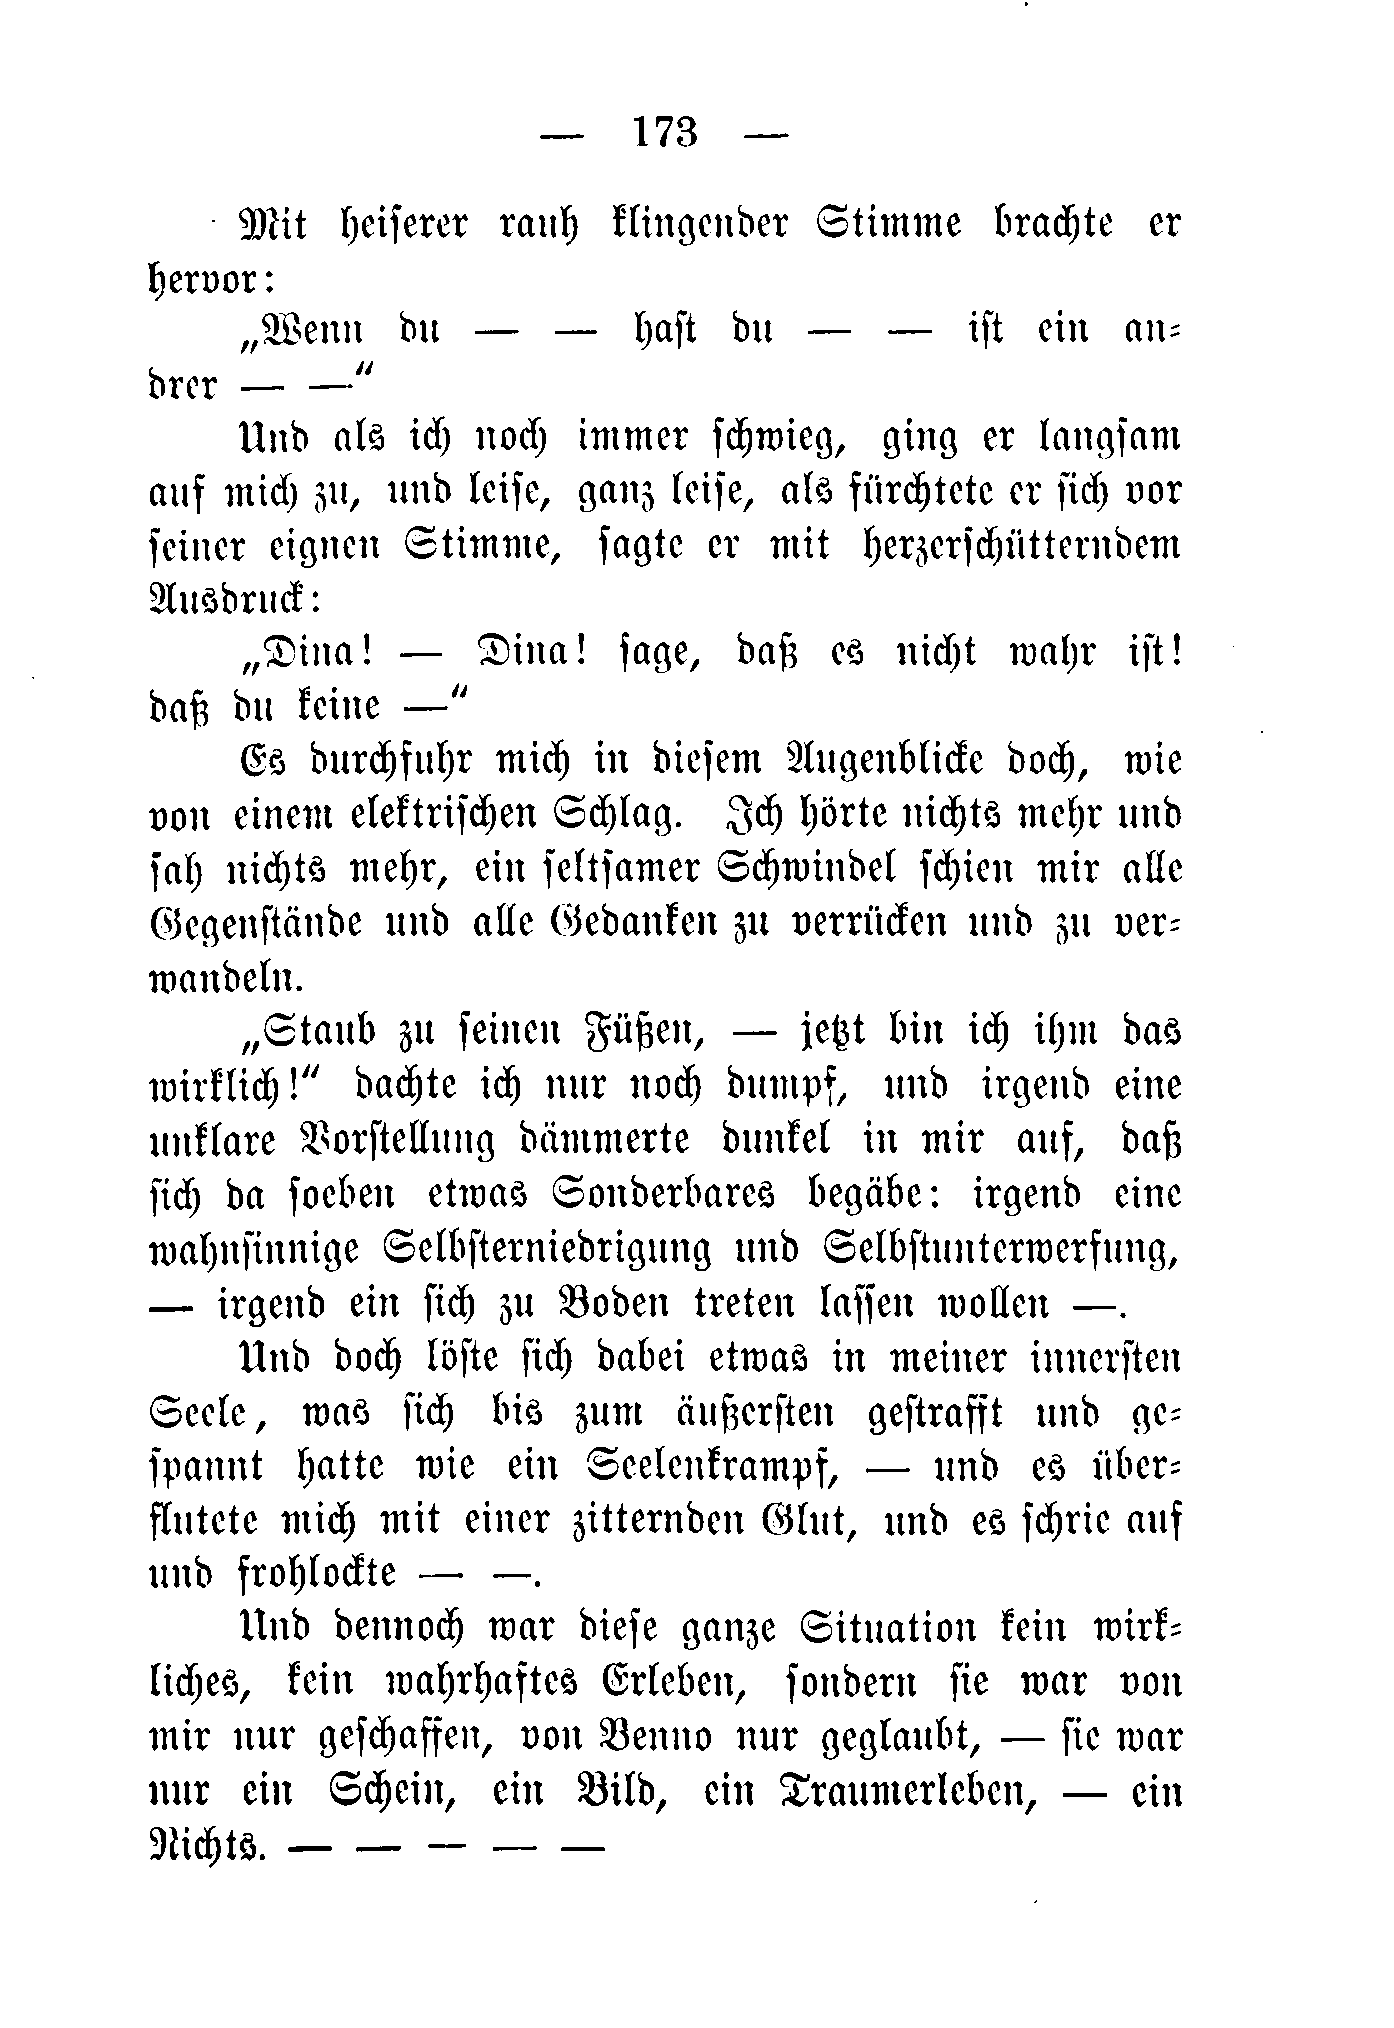 — 173 —
Mit heiserer rauh klingender Stimme brachte er
hervor:
„Wenn du — — hast du — — ist ein an-
drer — —“
Und als ich noch immer schwieg, ging er langsam
auf mich zu, und leise, ganz leise, als fürchtete er sich vor
seiner eignen Stimme, sagte er mit herzerschütterndem
Ausdruck:
„Dina! — Dina! sage, daß es nicht wahr ist!
daß du keine —“
Es durchfuhr mich in diesem Augenblicke doch, wie
von einem elektrischen Schlag. Ich hörte nichts mehr und
sah nichts mehr, ein seltsamer Schwindel schien mir alle
Gegenstände und alle Gedanken zu verrücken und zu ver-
wandeln.
„Staub zu seinen Füßen, — jetzt bin ich ihm das
wirklich!“ dachte ich nur noch dumpf, und irgend eine
unklare Vorstellung dämmerte dunkel in mir auf, daß
sich da soeben etwas Sonderbares begäbe: irgend eine
wahnsinnige Selbsterniedrigung und Selbstunterwerfung,
— irgend ein sich zu Boden treten lassen wollen —.
Und doch löste sich dabei etwas in meiner innersten
Seele, was sich bis zum äußersten gestrafft und ge-
spannt hatte wie ein Seelenkrampf, — und es über-
flutete mich mit einer zitternden Glut, und es schrie auf
und frohlockte — —.
Und dennoch war diese ganze Situation kein wirk-
liches, kein wahrhaftes Erleben, sondern sie war von
mir nur geschaffen, von Benno nur geglaubt, — sie war
nur ein Schein, ein Bild, ein Traumerleben, — ein
Nichts. — — — — —